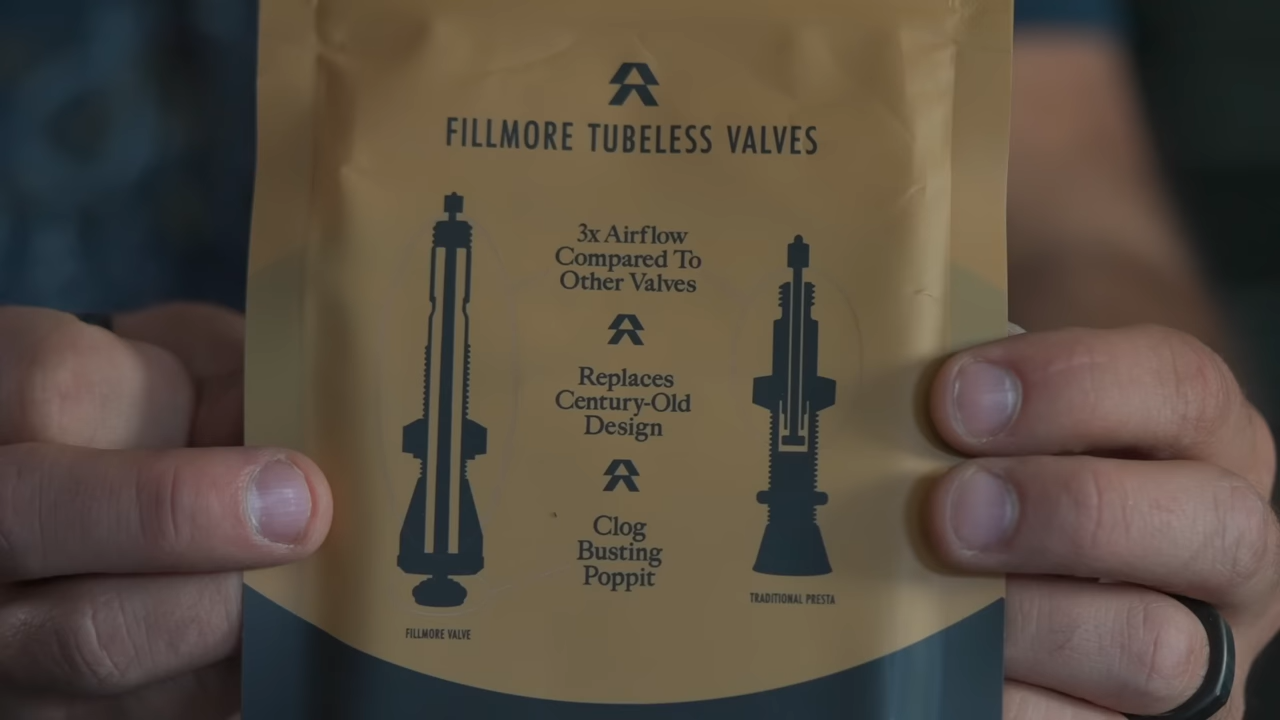 FILLMORE TUBELESS VALVES
3x Airflow
Compared To
Other Valves
Replaces
Century-Old
Design
Clog
Busting
Poppit
FILLMORE VALVE
TRADITIONAL PRESTA